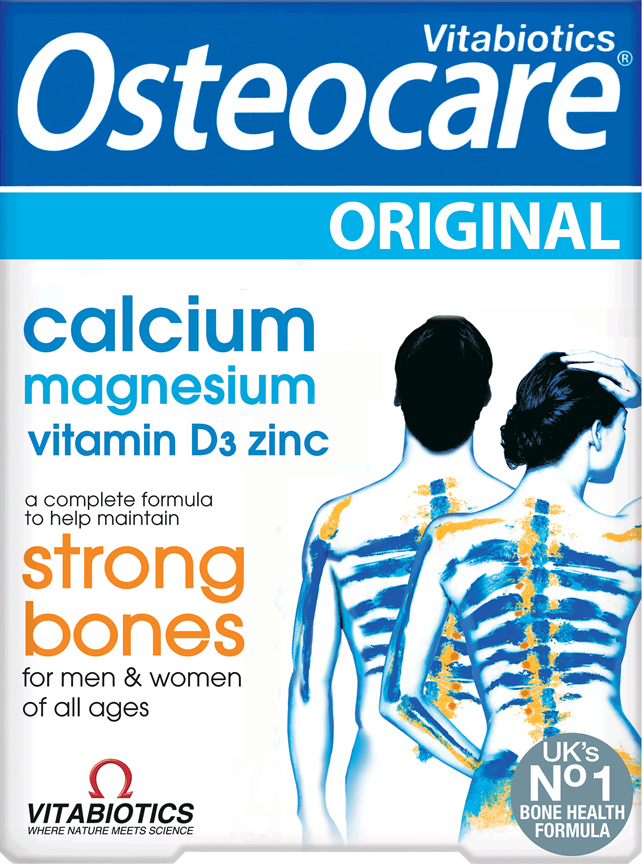 Vitabiotics
Osteocare®
ORIGINAL
calcium
magnesium
vitamin D3 zinc
a complete formula
to help maintain
strong
bones
for men & women
of all ages
VITABIOTICS
WHERE NATURE MEETS SCIENCE
UK's
Nº1
BONE HEALTH
FORMULA